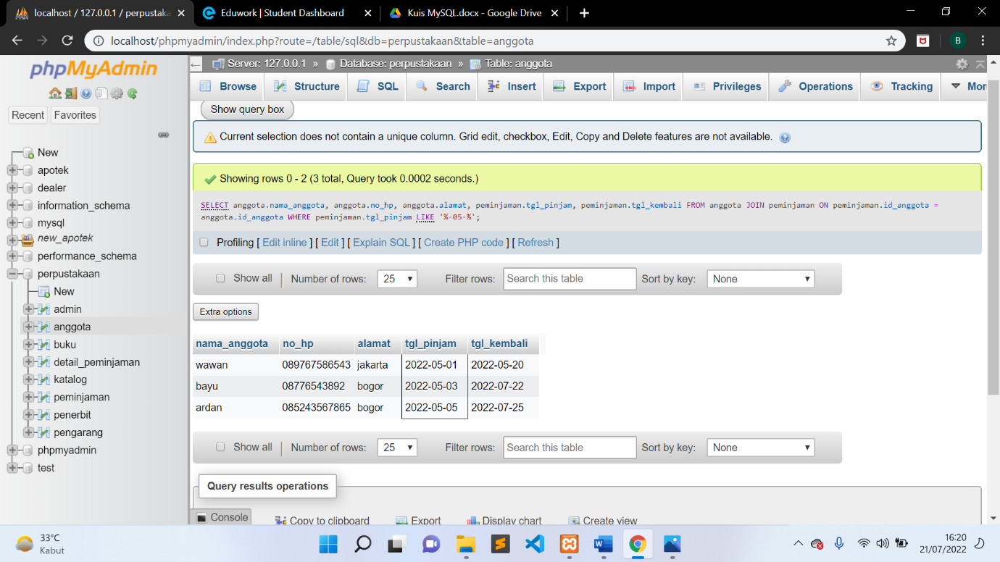 localhost / 127.0.0.1 / perpustaka
Eduwork | Student Dashboard
Kuis MySQL.docx - Google Drive
localhost/phpmyadmin/index.php?route=/table/sql&db=perpustakaan&table=anggota
B
phpMyAdmin
Recent
Favorites
New
apotek
dealer
information_schema
mysql
new_apotek
performance_schema
perpustakaan
New
admin
anggota
buku
detail_peminjaman
katalog
peminjaman
penerbit
pengarang
phpmyadmin
test
Server: 127.0.0.1 » Database: perpustakaan » Table: anggota
Browse Structure SQL Search Insert Export Import Privileges Operations Tracking Mor
Show query box
Current selection does not contain a unique column. Grid edit, checkbox, Edit, Copy and Delete features are not available.
Showing rows 0 - 2 (3 total, Query took 0.0002 seconds.)
SELECT anggota.nama_anggota, anggota.no_hp, anggota.alamat, peminjaman.tgl_pinjam, peminjaman.tgl_kembali FROM anggota JOIN peminjaman ON peminjaman.id_anggota =
anggota.id_anggota WHERE peminjaman.tgl_pinjam LIKE '%-05-%';
Profiling [ Edit inline ] [ Edit ] [ Explain SQL ] [ Create PHP code ] [ Refresh ]
Show all | Number of rows: 25 Filter rows: Search this table Sort by key: None
Extra options
nama_anggota no_hp alamat tgl_pinjam tgl_kembali
wawan 089767586543 jakarta 2022-05-01 2022-05-20
bayu 08776543892 bogor 2022-05-03 2022-07-22
ardan 085243567865 bogor 2022-05-05 2022-07-25
Show all | Number of rows: 25 Filter rows: Search this table Sort by key: None
Query results operations
Console
Copy to clipboard Export Display chart Create view
33°C
Kabut
16:20
21/07/2022